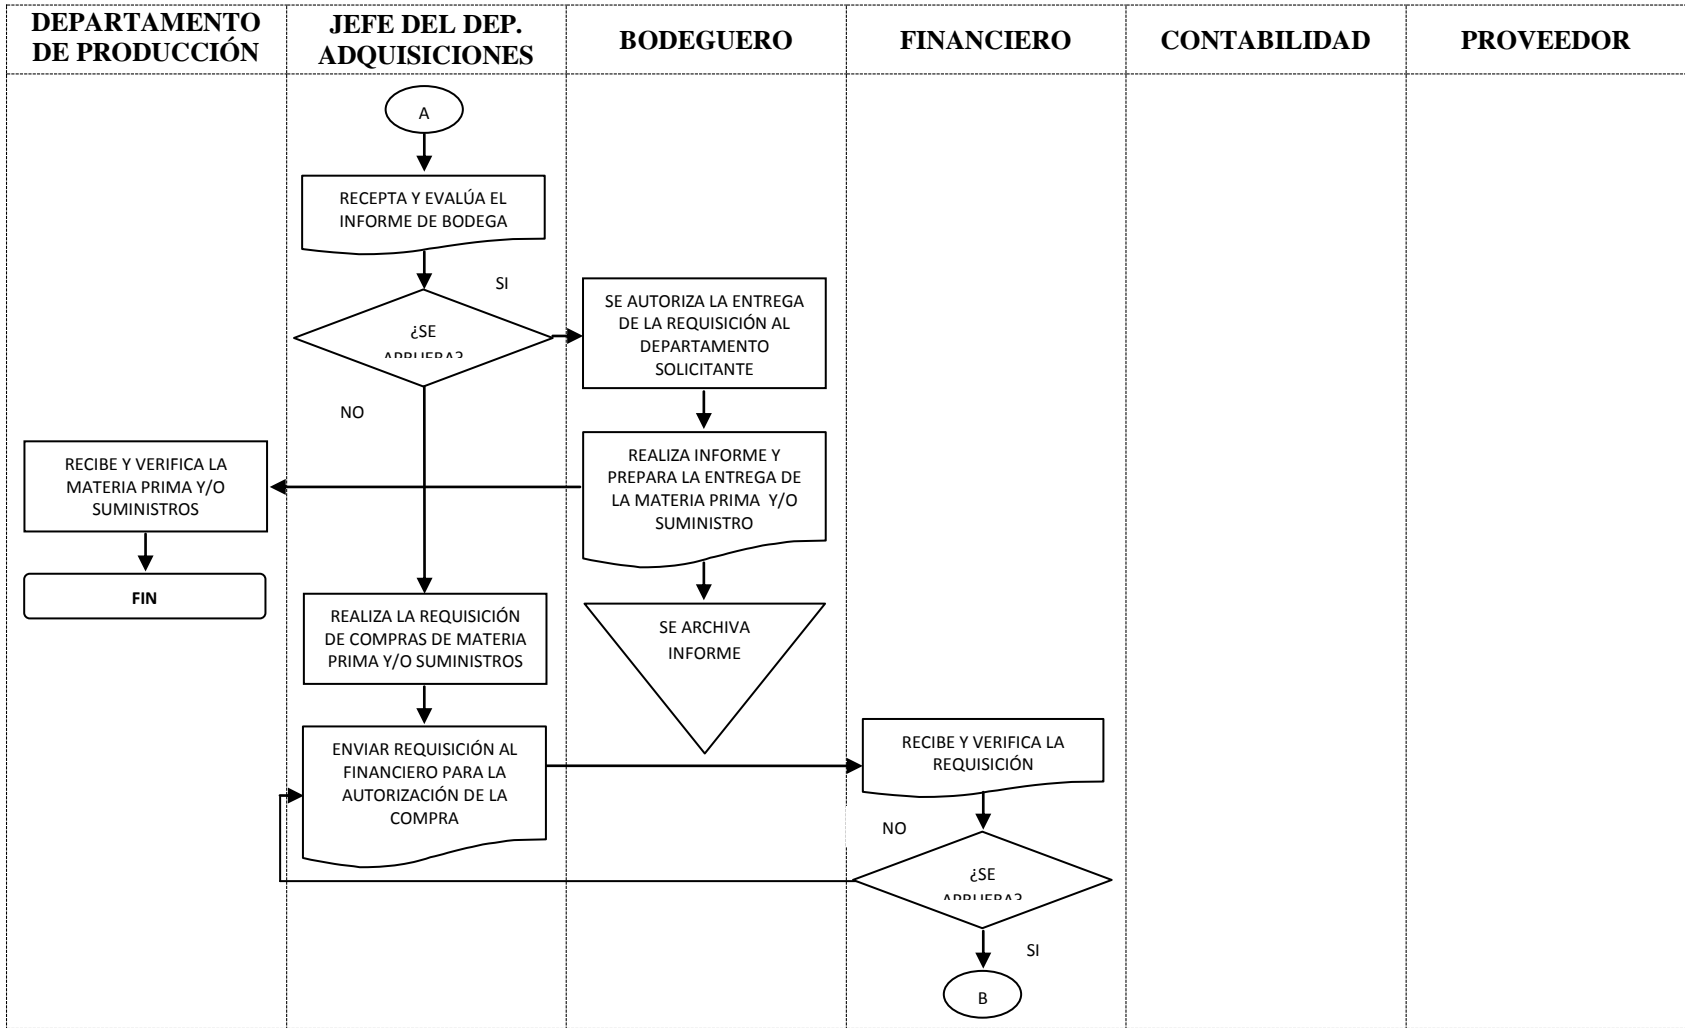 DEPARTAMENTO
DE PRODUCCIÓN
JEFE DEL DEP.
ADQUISICIONES
BODEGUERO
FINANCIERO
CONTABILIDAD
PROVEEDOR
A
RECEPTA Y EVALÚA EL
INFORME DE BODEGA
SI
¿SE
APRUEBA?
SE AUTORIZA LA ENTREGA
DE LA REQUISICIÓN AL
DEPARTAMENTO
SOLICITANTE
NO
RECIBE Y VERIFICA LA
MATERIA PRIMA Y/O
SUMINISTROS
REALIZA INFORME Y
PREPARA LA ENTREGA DE
LA MATERIA PRIMA Y/O
SUMINISTRO
FIN
REALIZA LA REQUISICIÓN
DE COMPRAS DE MATERIA
PRIMA Y/O SUMINISTROS
SE ARCHIVA
INFORME
ENVIAR REQUISICIÓN AL
FINANCIERO PARA LA
AUTORIZACIÓN DE LA
COMPRA
RECIBE Y VERIFICA LA
REQUISICIÓN
NO
¿SE
APRUEBA?
SI
B